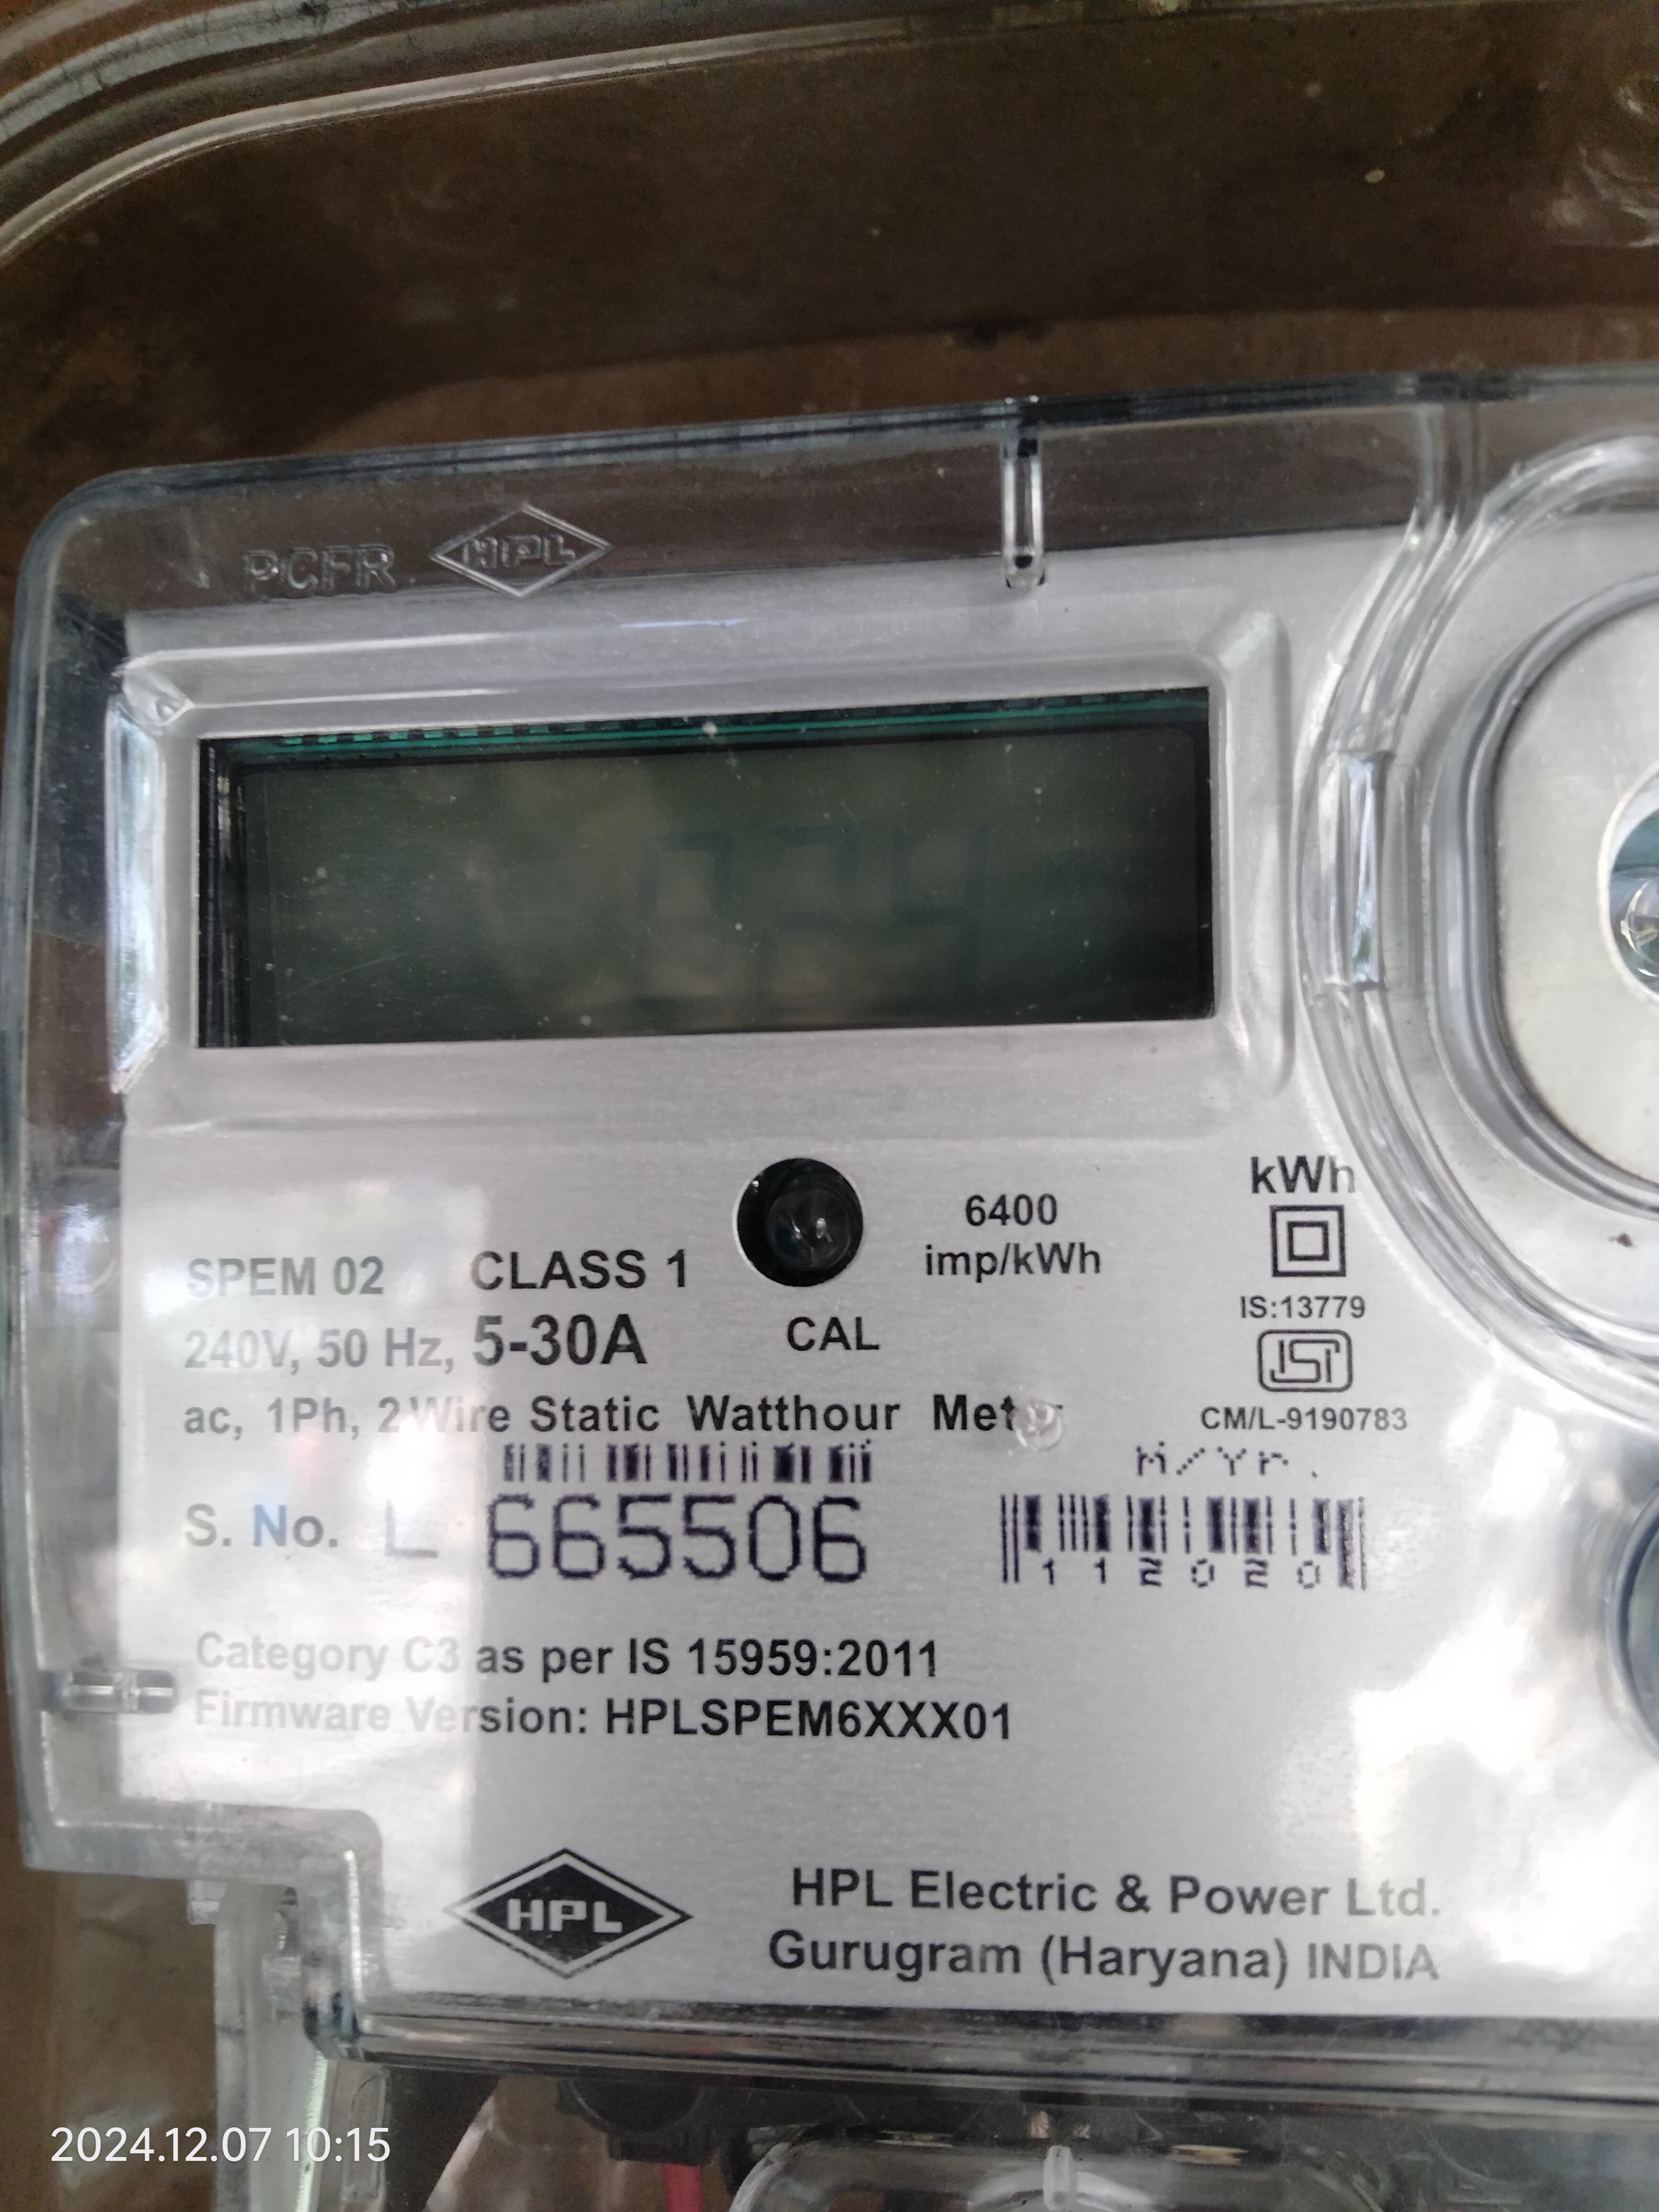 PCFR HPL
kWh
6400
imp/kWh
SPEM 02 CLASS 1
IS:13779
240V, 50 Hz, 5-30A
CAL
ISI
ac, 1Ph, 2 Wire Static Watthour Meter
CM/L-9190783
M/Yr.
S. No. L 665506
112020
Category C3 as per IS 15959:2011
Firmware Version: HPLSPEM6XXX01
HPL
HPL Electric & Power Ltd.
Gurugram (Haryana) INDIA
2024.12.07 10:15